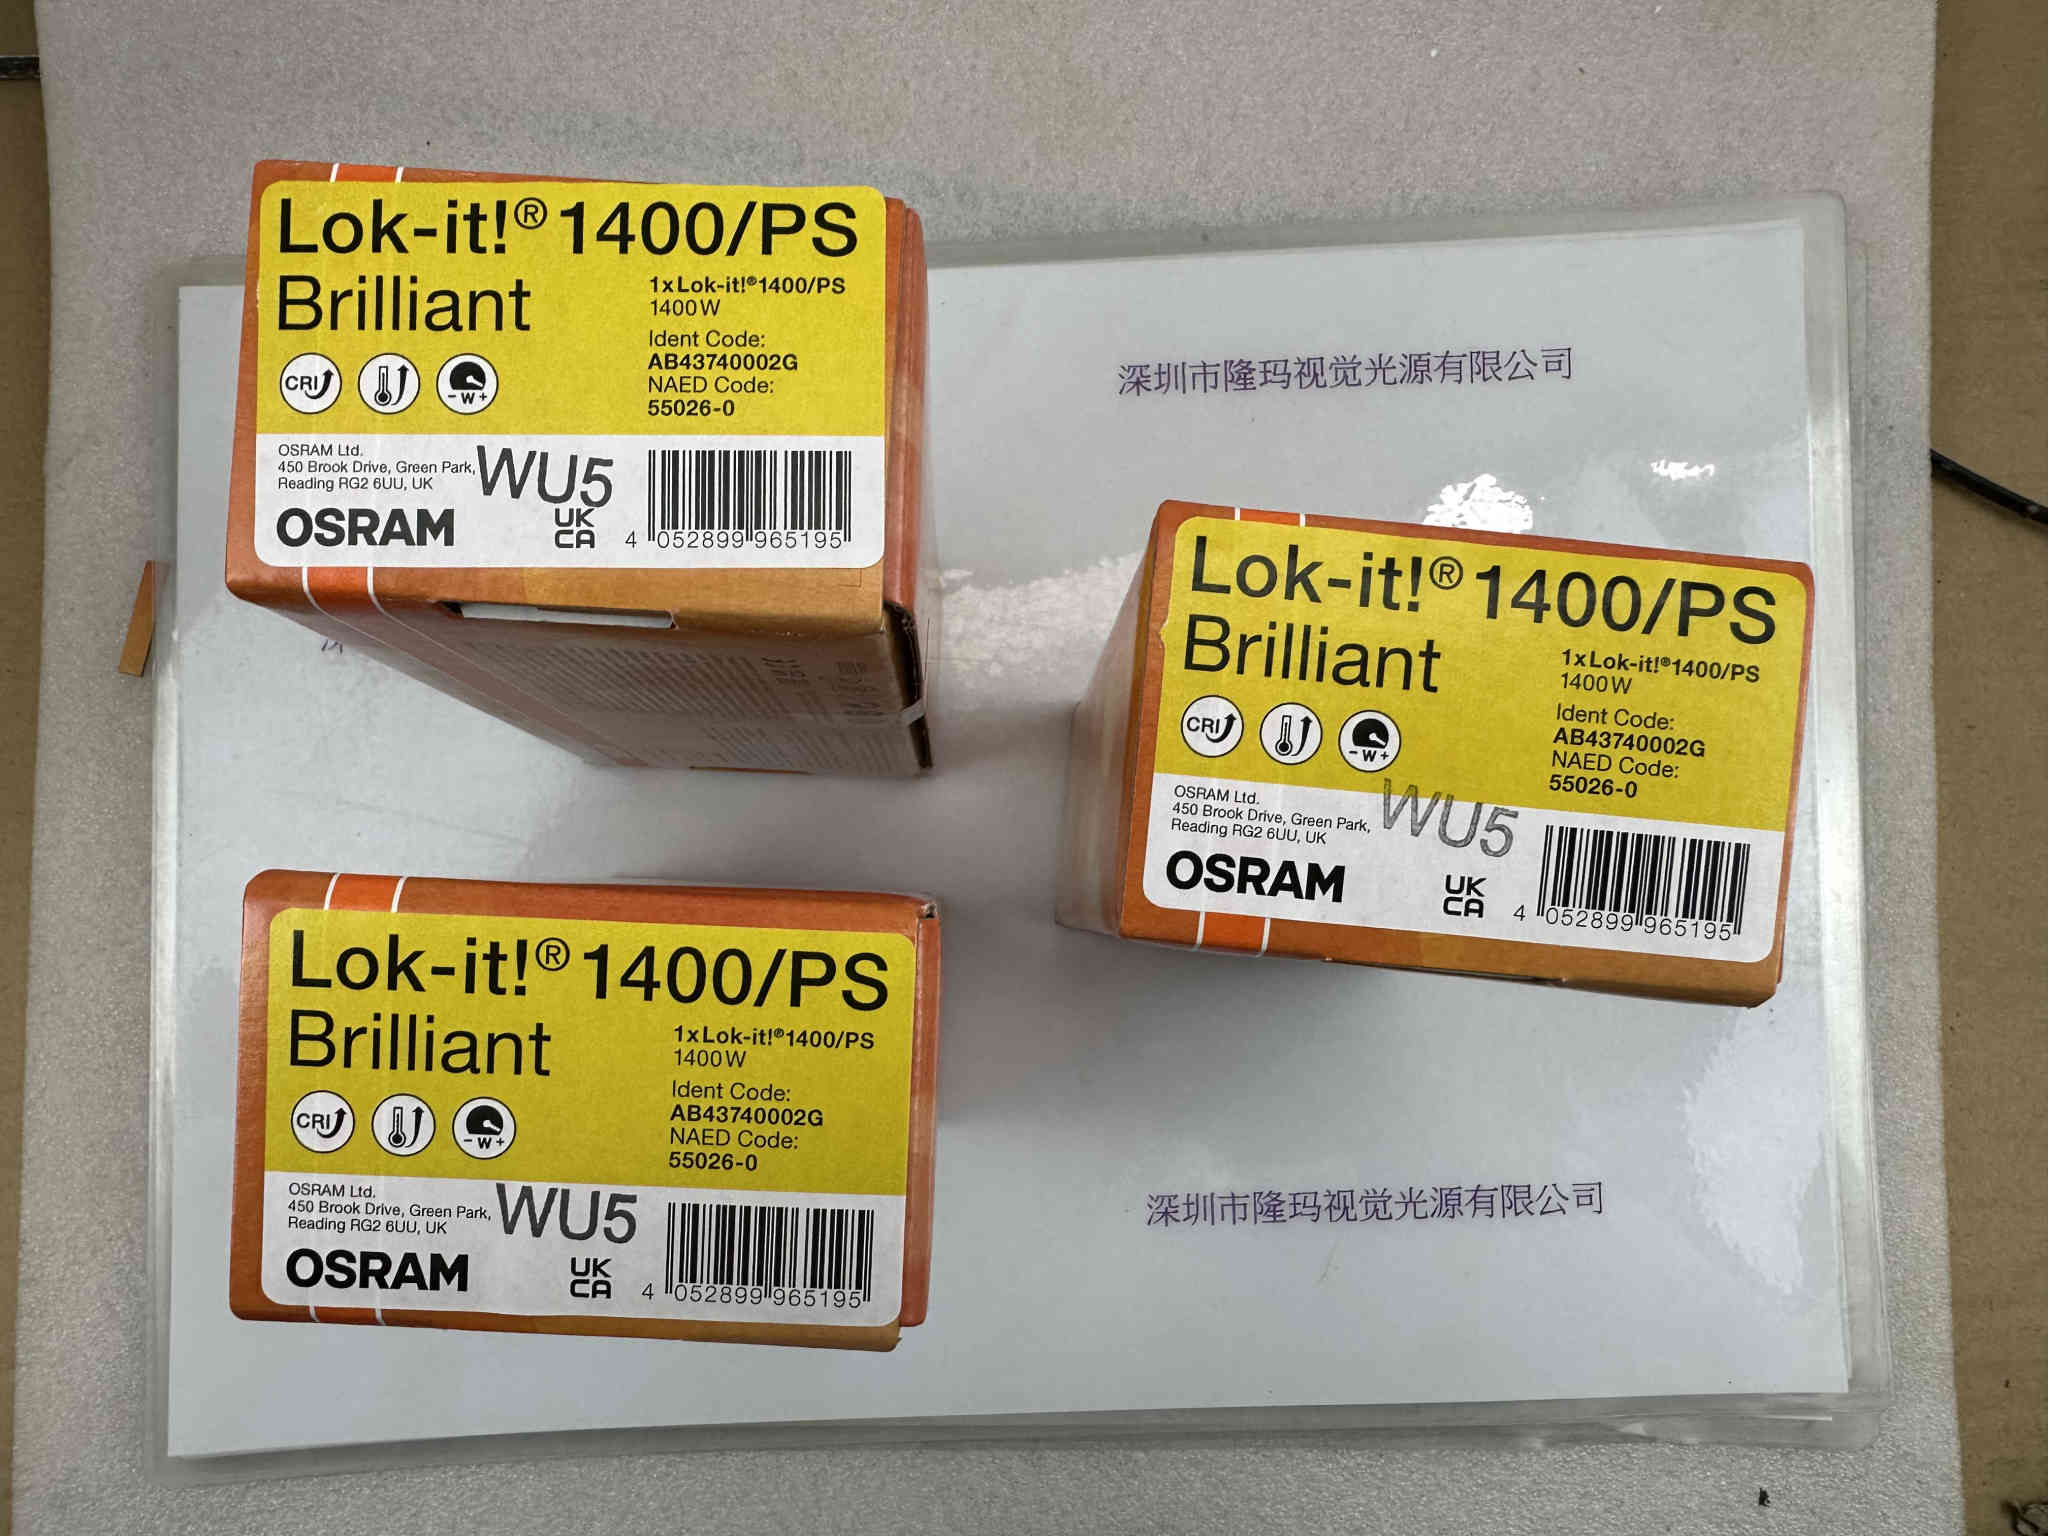 Lok-it!® 1400/PS
Brilliant
1xLok-it!®1400/PS
1400W
Ident Code:
AB43740002G
NAED Code:
55026-0
CRI
-W+
OSRAM Ltd.
450 Brook Drive, Green Park,
Reading RG2 6UU, UK
WU5
OSRAM
UK
CA
4 052899 965195
深圳市隆玛视觉光源有限公司
Lok-it!® 1400/PS
Brilliant
1xLok-it!®1400/PS
1400W
Ident Code:
AB43740002G
NAED Code:
55026-0
CRI
-W+
OSRAM Ltd.
450 Brook Drive, Green Park,
Reading RG2 6UU, UK
WU5
OSRAM
UK
CA
4 052899 965195
Lok-it!® 1400/PS
Brilliant
1xLok-it!®1400/PS
1400W
Ident Code:
AB43740002G
NAED Code:
55026-0
CRI
-W+
OSRAM Ltd.
450 Brook Drive, Green Park,
Reading RG2 6UU, UK
WU5
OSRAM
UK
CA
4 052899 965195
深圳市隆玛视觉光源有限公司